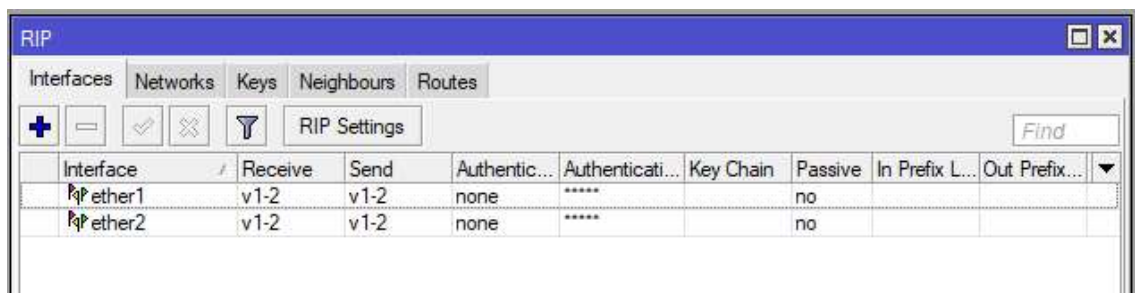 RIP
Interfaces Networks Keys Neighbours Routes
RIP Settings Find
Interface Receive Send Authentic... Authenticati... Key Chain Passive In Prefix L... Out Prefix...
ether1 v1-2 v1-2 none ***** no
ether2 v1-2 v1-2 none ***** no